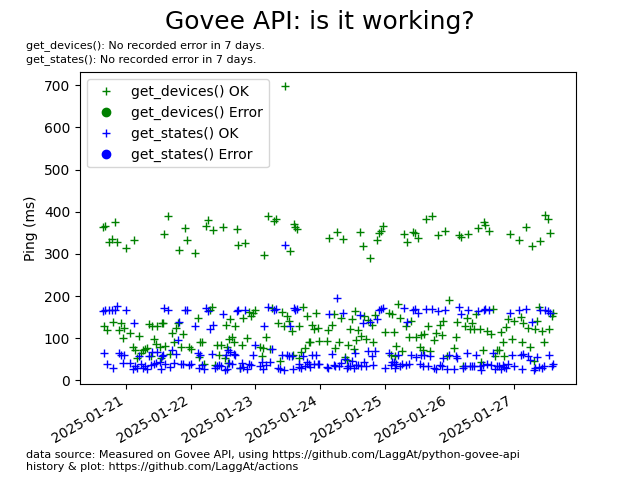 Govee API: is it working?
get_devices(): No recorded error in 7 days.
get_states(): No recorded error in 7 days.
get_devices() OK
get_devices() Error
get_states() OK
get_states() Error
Ping (ms)
700
600
500
400
300
200
100
0
2025-01-21
2025-01-22
2025-01-23
2025-01-24
2025-01-25
2025-01-26
2025-01-27
data source: Measured on Govee API, using https://github.com/LaggAt/python-govee-api
history & plot: https://github.com/LaggAt/actions